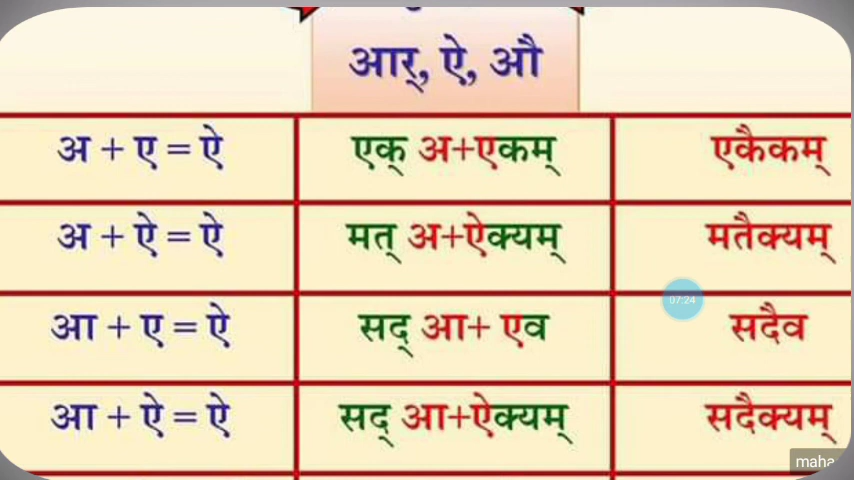 आर्, ऐ, औ
अ + ए = ऐ एक् अ+एकम् एकैकम्
अ + ऐ = ऐ मत् अ+ऐक्यम् मतैक्यम्
07:24
आ + ए = ऐ सद् आ+ एव सदैव
आ + ऐ = ऐ सद् आ+ऐक्यम् सदैक्यम्
maha